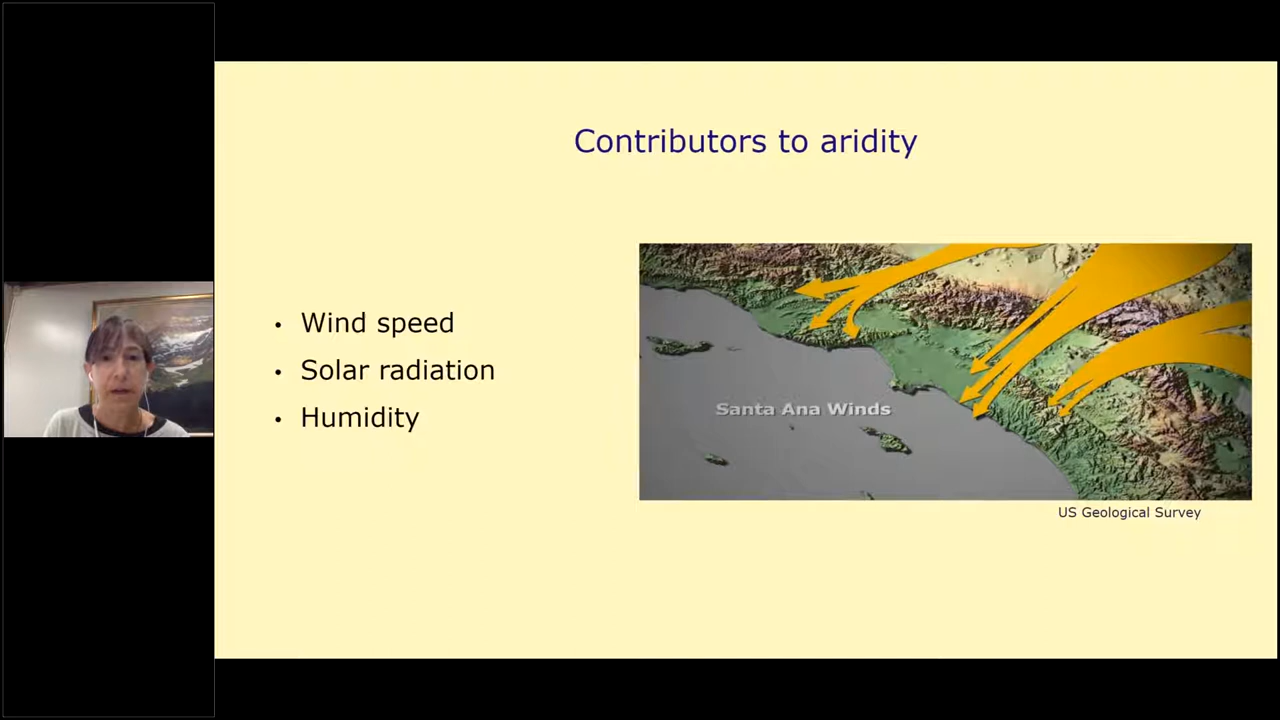 Contributors to aridity
• Wind speed
• Solar radiation
• Humidity
Santa Ana Winds
US Geological Survey